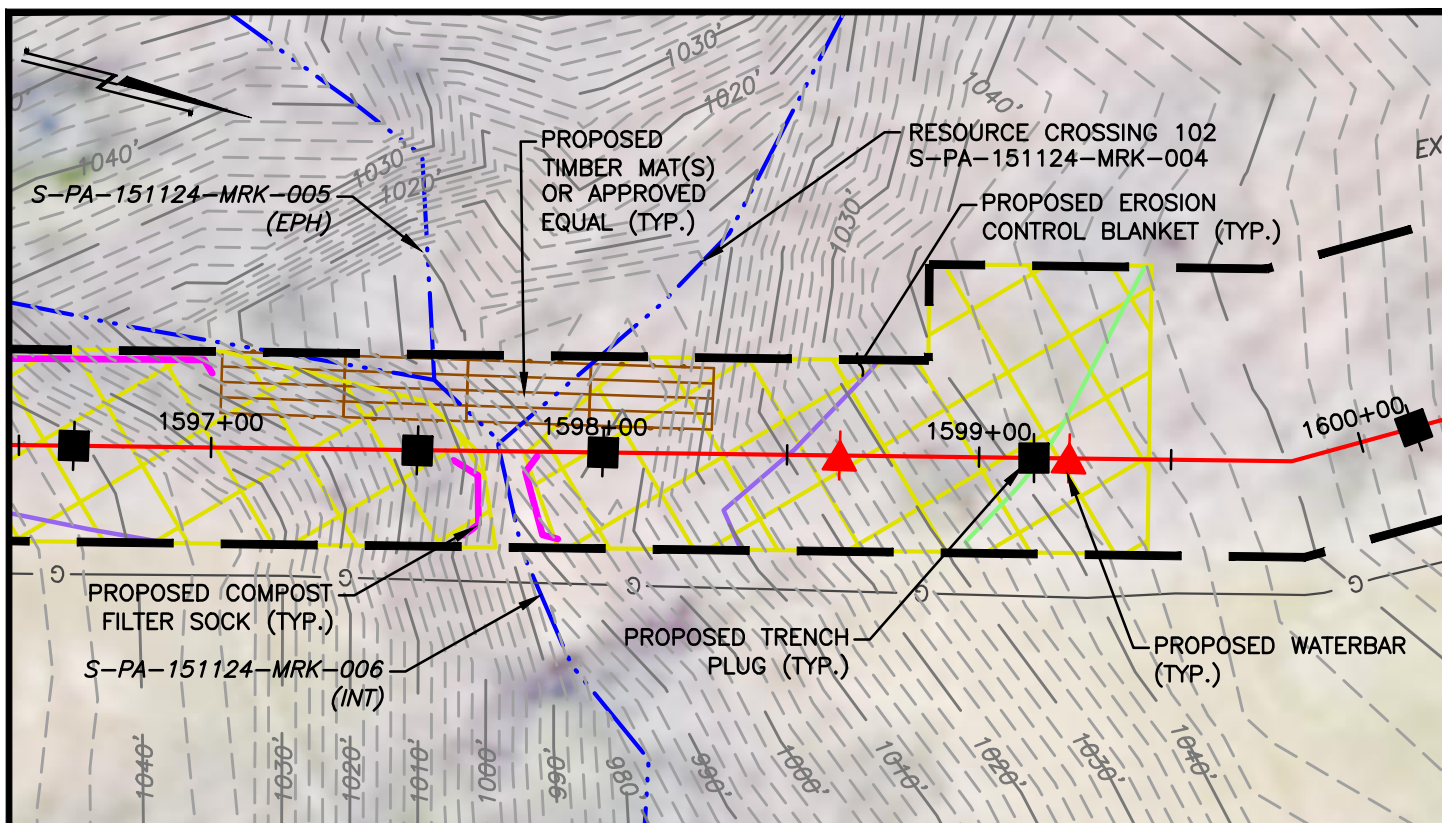 1030'
1020'
1040'
1040'
1030'
1020'
PROPOSED
TIMBER MAT(S)
OR APPROVED
EQUAL (TYP.)
RESOURCE CROSSING 102
S-PA-151124-MRK-004
S-PA-151124-MRK-005
(EPH)
1030'
PROPOSED EROSION
CONTROL BLANKET (TYP.)
EX
1597+00
1598+00
1599+00
1600+00
G
G
G
G
G
PROPOSED COMPOST
FILTER SOCK (TYP.)
S-PA-151124-MRK-006
(INT)
PROPOSED TRENCH
PLUG (TYP.)
PROPOSED WATERBAR
(TYP.)
1040'
1030'
1020'
1010'
1000'
990'
980'
990'
1000'
1010'
1020'
1030'
1040'